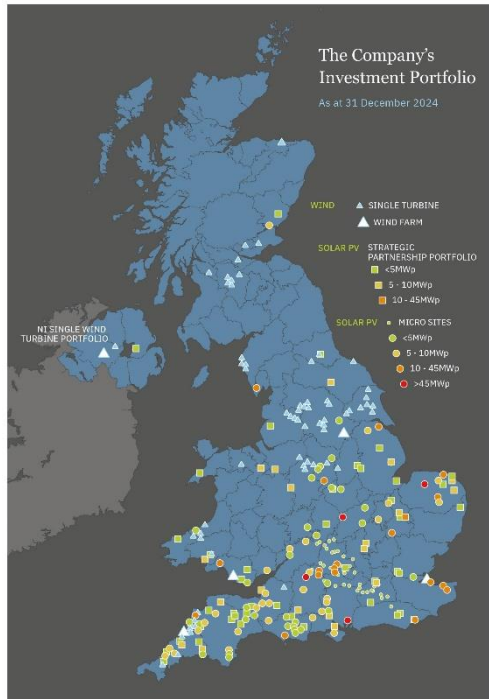 The Company's
Investment Portfolio
As at 31 December 2024
WIND
SINGLE TURBINE
WIND FARM
SOLAR PV
STRATEGIC
PARTNERSHIP PORTFOLIO
<5MWp
5 - 10MWp
10 - 45MWp
SOLAR PV
MICRO SITES
<5MWp
5 - 10MWp
10 - 45MWp
>45MWp
NI SINGLE WIND
TURBINE PORTFOLIO